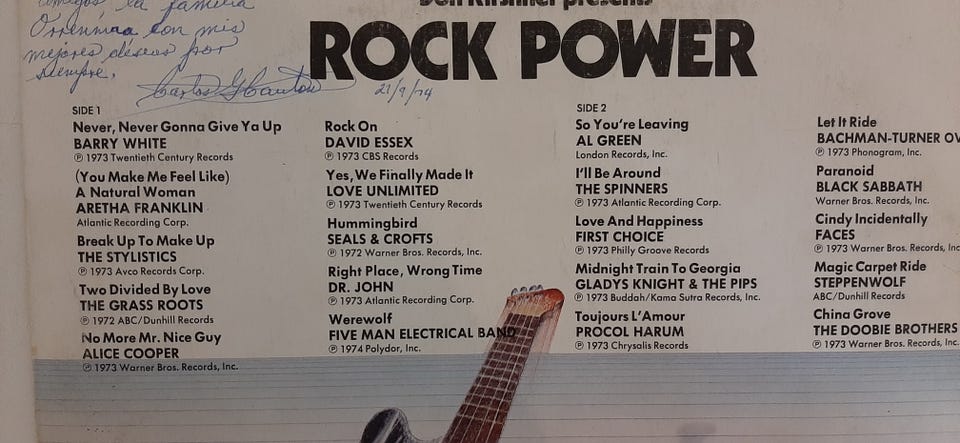 amigos la familia
con mis
mejores deseos por
siempre.
21/9/74
Don Kirshner presents
ROCK POWER
SIDE 1
Never, Never Gonna Give Ya Up
BARRY WHITE
℗ 1973 Twentieth Century Records
(You Make Me Feel Like)
A Natural Woman
ARETHA FRANKLIN
Atlantic Recording Corp.
Break Up To Make Up
THE STYLISTICS
℗ 1973 Avco Records Corp.
Two Divided By Love
THE GRASS ROOTS
℗ 1972 ABC/Dunhill Records
No More Mr. Nice Guy
ALICE COOPER
℗ 1973 Warner Bros. Records, Inc.
Rock On
DAVID ESSEX
℗ 1973 CBS Records
Yes, We Finally Made It
LOVE UNLIMITED
℗ 1973 Twentieth Century Records
Hummingbird
SEALS & CROFTS
℗ 1972 Warner Bros. Records, Inc.
Right Place, Wrong Time
DR. JOHN
℗ 1973 Atlantic Recording Corp.
Werewolf
FIVE MAN ELECTRICAL BAND
℗ 1974 Polydor, Inc.
SIDE 2
So You're Leaving
AL GREEN
London Records, Inc.
I'll Be Around
THE SPINNERS
℗ 1973 Atlantic Recording Corp.
Love And Happiness
FIRST CHOICE
℗ 1973 Philly Groove Records
Midnight Train To Georgia
GLADYS KNIGHT & THE PIPS
℗ 1973 Buddah/Kama Sutra Records, Inc.
Toujours L'Amour
PROCOL HARUM
℗ 1973 Chrysalis Records
Let It Ride
BACHMAN-TURNER OV
℗ 1973 Phonogram, Inc.
Paranoid
BLACK SABBATH
Warner Bros. Records, Inc.
Cindy Incidentally
FACES
℗ 1973 Warner Bros. Records, Inc
Magic Carpet Ride
STEPPENWOLF
ABC/Dunhill Records
China Grove
THE DOOBIE BROTHERS
℗ 1973 Warner Bros. Records, Inc.